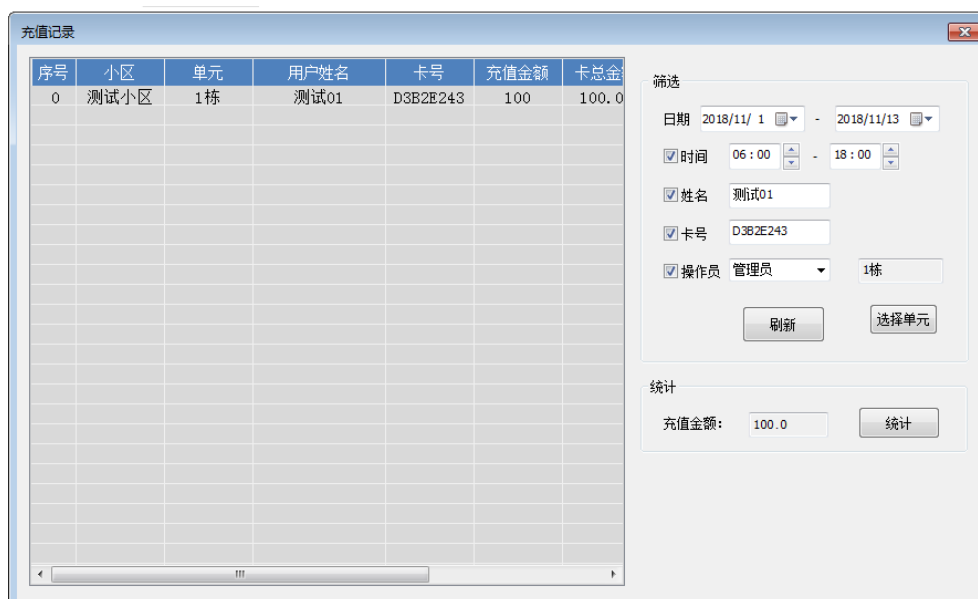 充值记录
序号 小区 单元 用户姓名 卡号 充值金额 卡总金
0 测试小区 1栋 测试01 D3B2E243 100 100.0
筛选
日期 2018/11/ 1 - 2018/11/13
时间 06:00 - 18:00
姓名 测试01
卡号 D3B2E243
操作员 管理员 1栋
刷新 选择单元
统计
充值金额: 100.0 统计